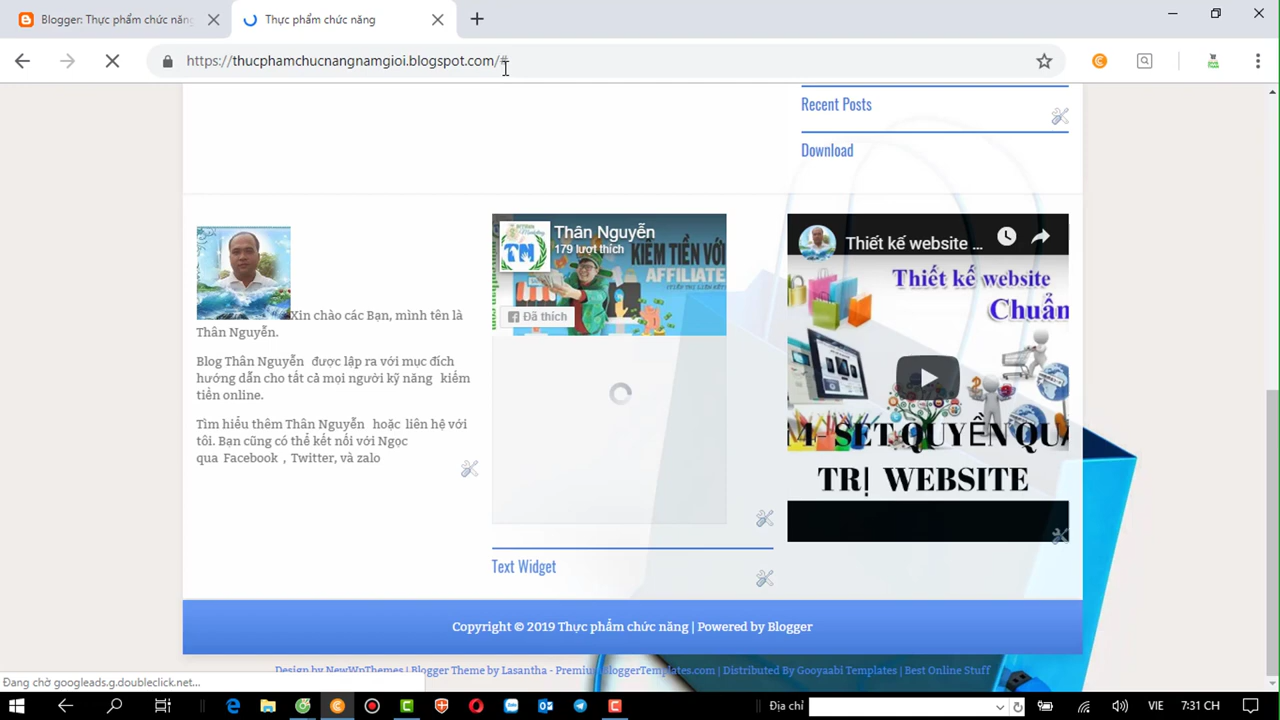 Blogger: Thực phẩm chức năng
Thực phẩm chức năng
https://thucphamchucnangnamgioi.blogspot.com/#
Recent Posts
Download
Xin chào các Bạn, mình tên là
Thân Nguyễn.
Blog Thân Nguyễn được lập ra với mục đích
hướng dẫn cho tất cả mọi người kỹ năng kiếm
tiền online.
Tìm hiểu thêm Thân Nguyễn hoặc liên hệ với
tôi. Bạn cũng có thể kết nối với Ngọc
qua Facebook , Twitter, và zalo
Thân Nguyễn
179 lượt thích
KIẾM TIỀN VỚI
AFFILIATE
TN
Đã thích
Text Widget
Thiết kế website ...
Thiết kế website
Chuẩn
1- SET QUYỀN QUẢ
TRỊ WEBSITE
Copyright © 2019 Thực phẩm chức năng | Powered by Blogger
Design by NewWpThemes | Blogger Theme by Lasantha - Premium BloggerTemplates.com | Distributed By Gooyaabi Templates | Best Online Stuff
Đang chờ googleads.g.doubleclick.net...
Địa chỉ
VIE
7:31 CH